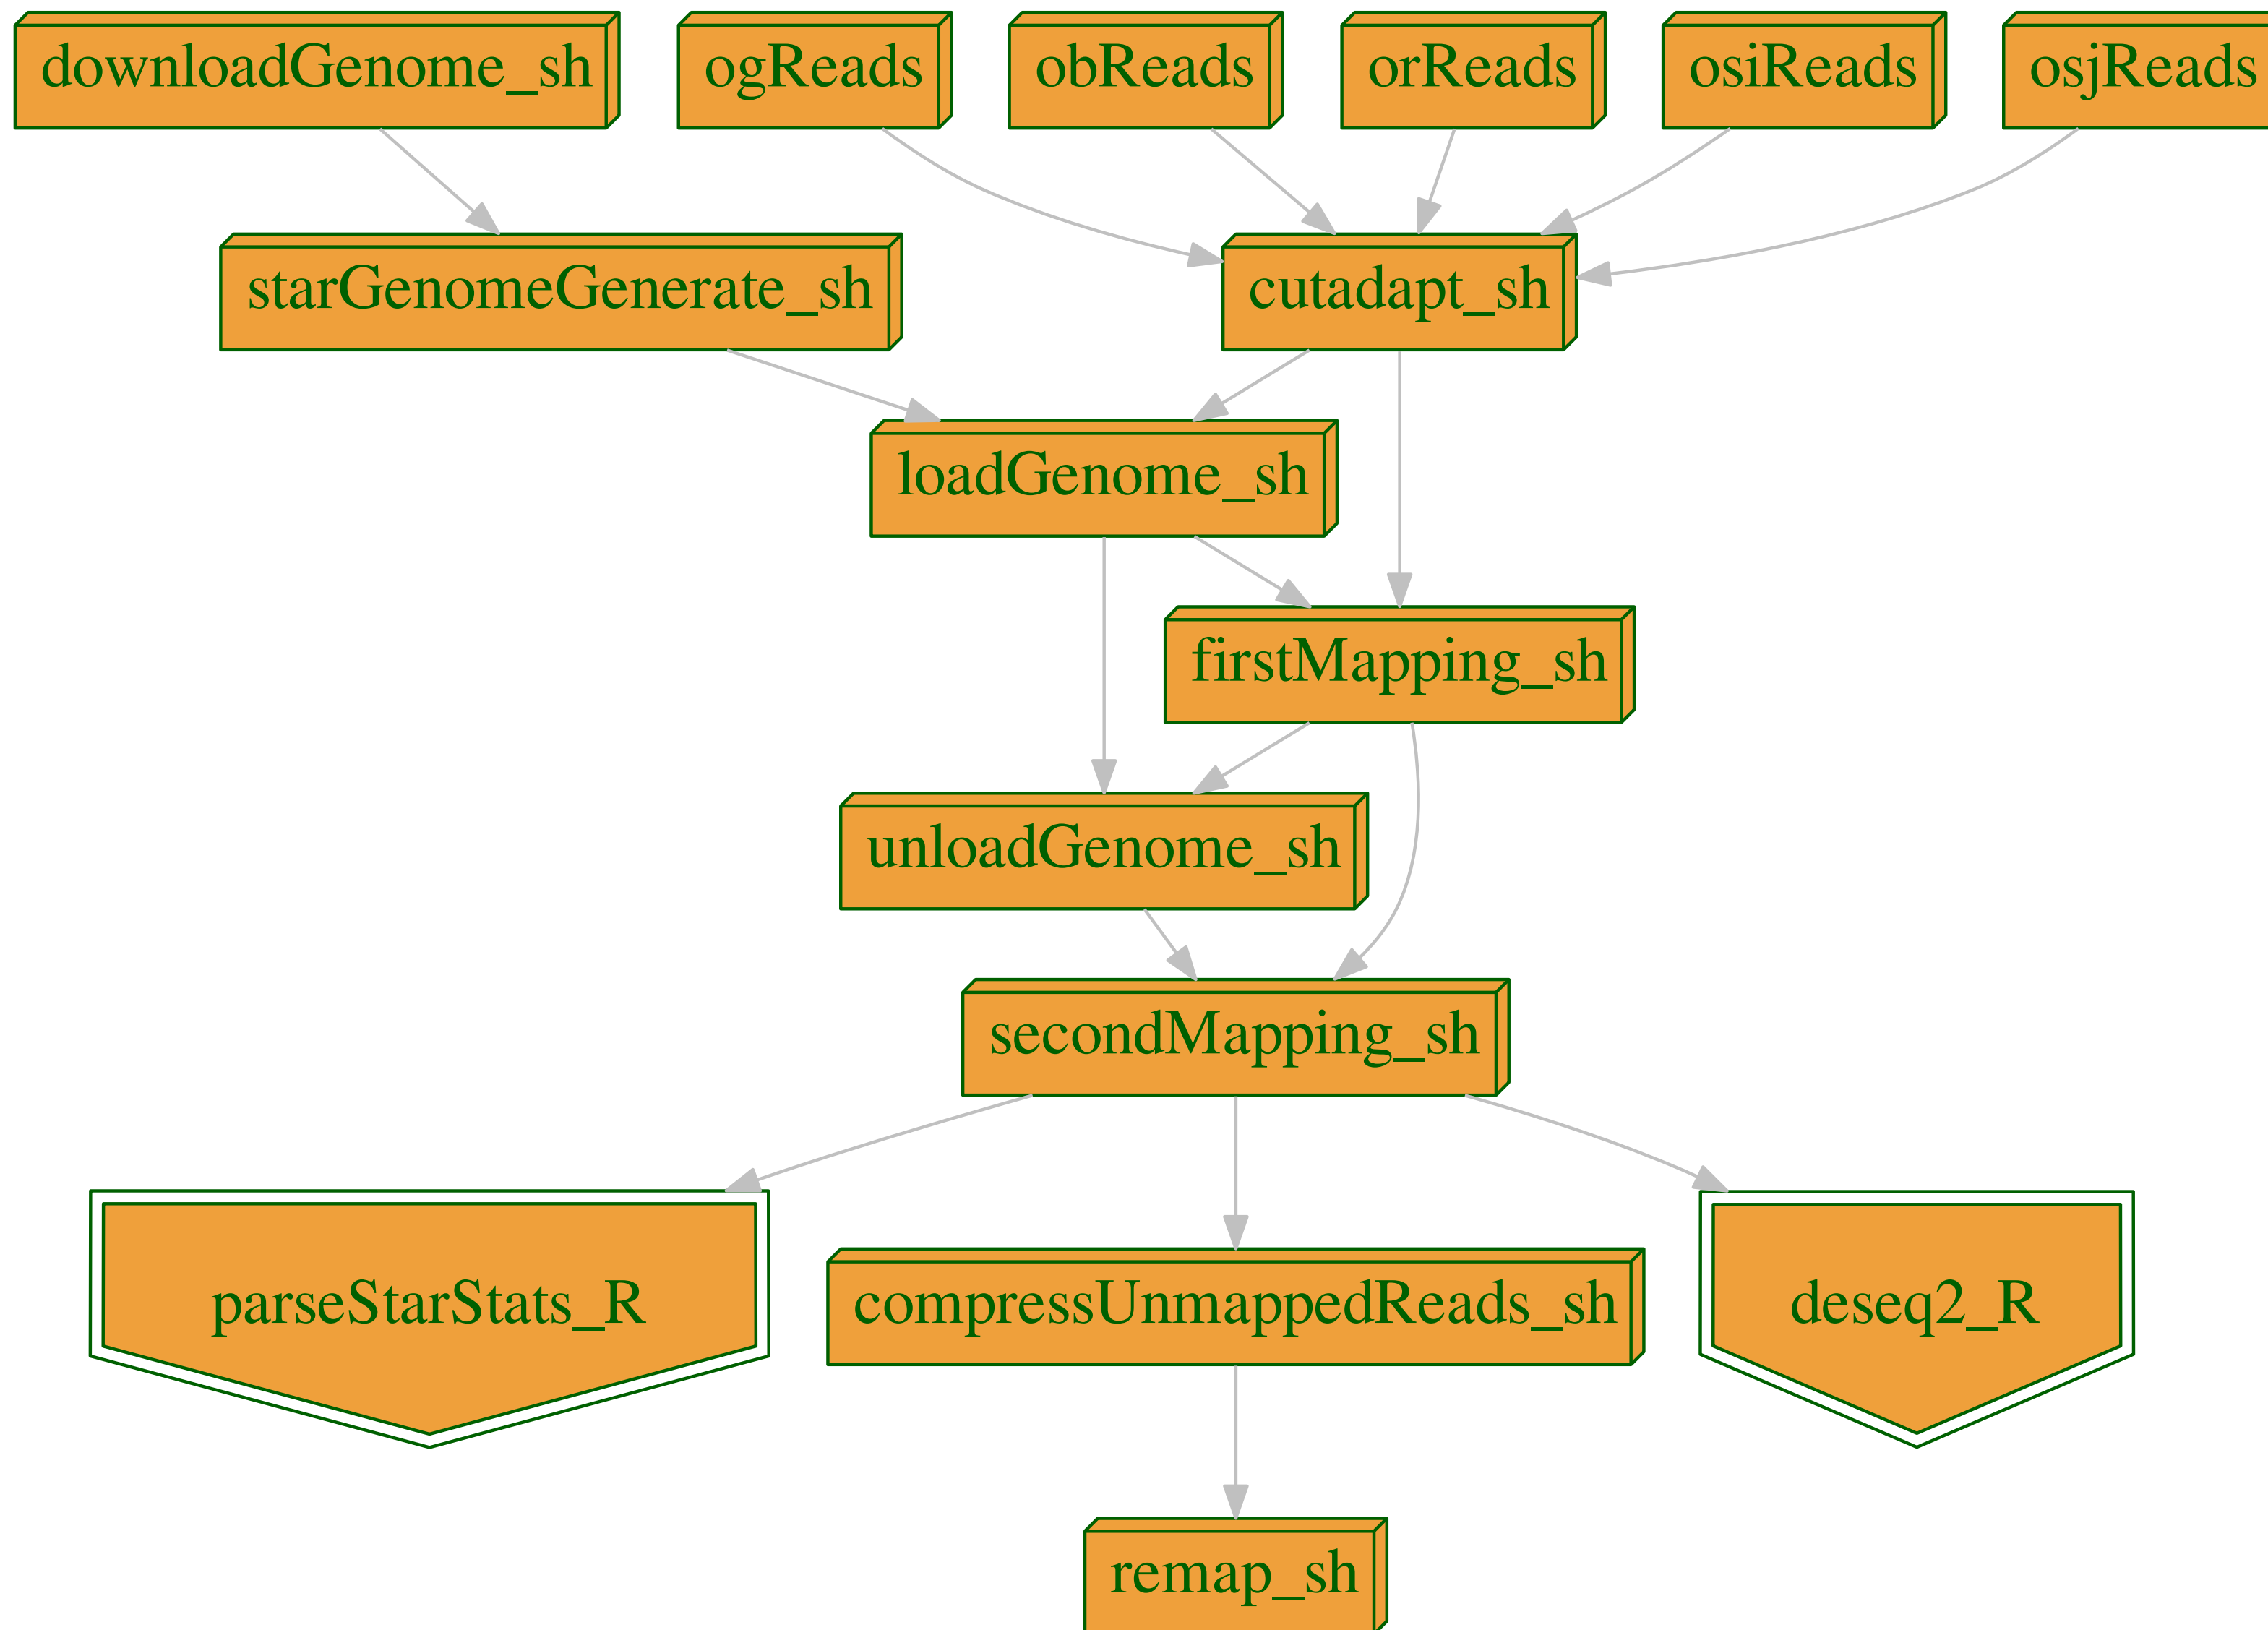 downloadGenome_sh
ogReads
obReads
orReads
osiReads
osjReads
starGenomeGenerate_sh
cutadapt_sh
loadGenome_sh
firstMapping_sh
unloadGenome_sh
secondMapping_sh
parseStarStats_R
compressUnmappedReads_sh
deseq2_R
remap_sh